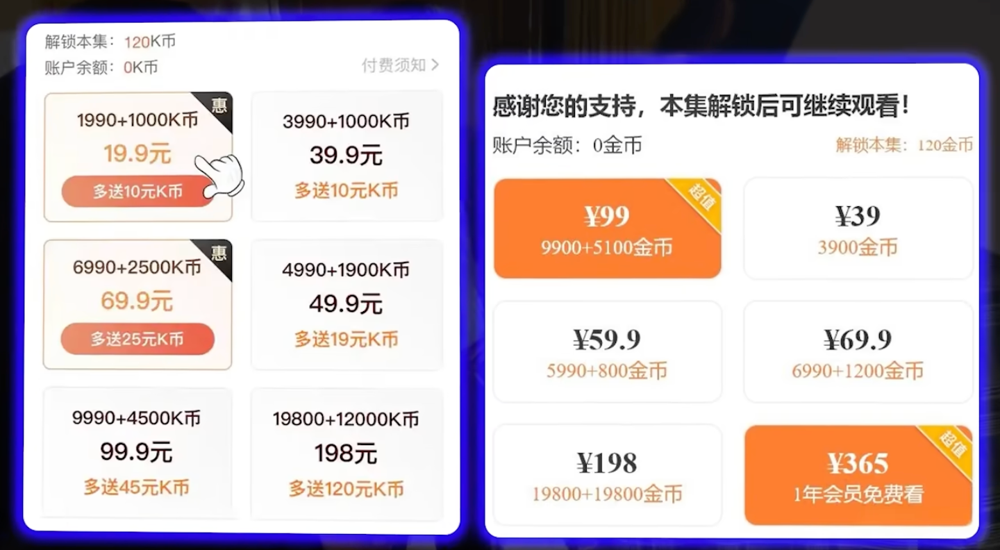 解锁本集：120K币
账户余额：0K币
付费须知 >
惠
1990+1000K币
19.9元
多送10元K币
3990+1000K币
39.9元
多送10元K币
惠
6990+2500K币
69.9元
多送25元K币
4990+1900K币
49.9元
多送19元K币
9990+4500K币
99.9元
多送45元K币
19800+12000K币
198元
多送120元K币
感谢您的支持，本集解锁后可继续观看！
账户余额：0金币
解锁本集：120金币
超值
¥99
9900+5100金币
¥39
3900金币
¥59.9
5990+800金币
¥69.9
6990+1200金币
¥198
19800+19800金币
超值
¥365
1年会员免费看